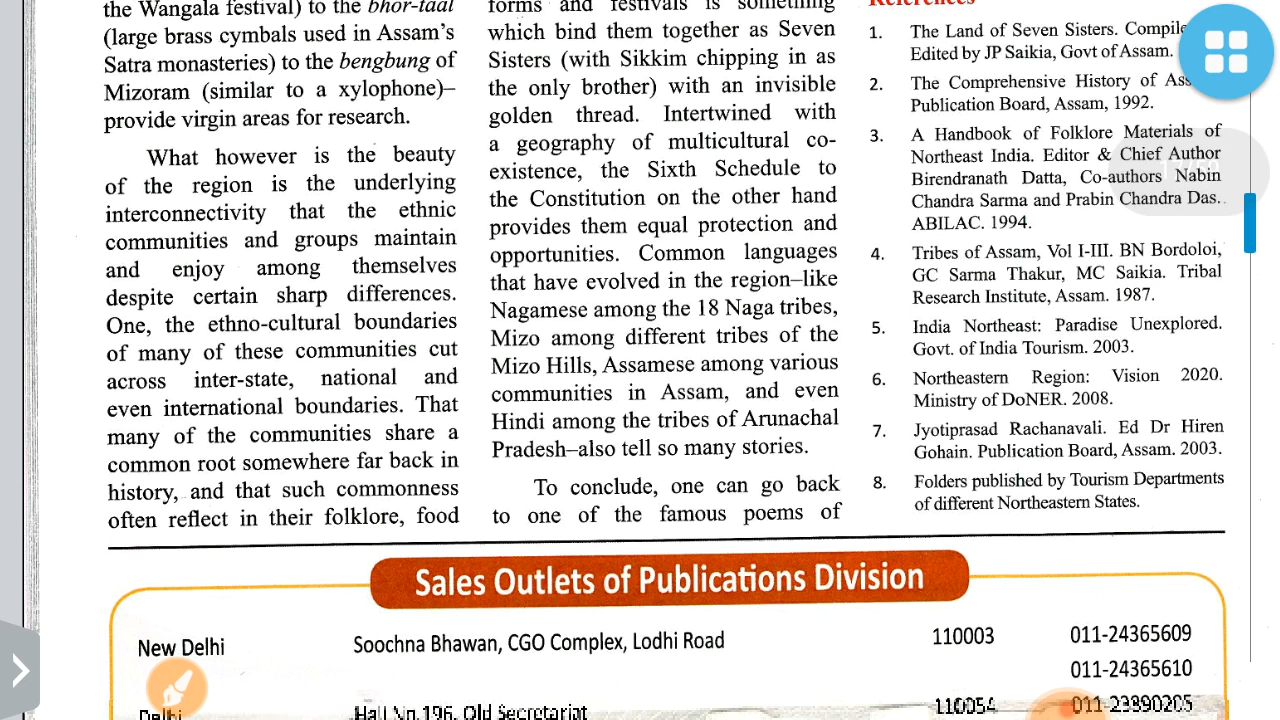 the Wangala festival) to the bhor-taal
(large brass cymbals used in Assam's
Satra monasteries) to the bengbung of
Mizoram (similar to a xylophone)–
provide virgin areas for research.
What however is the beauty
of the region is the underlying
interconnectivity that the ethnic
communities and groups maintain
and enjoy among themselves
despite certain sharp differences.
One, the ethno-cultural boundaries
of many of these communities cut
across inter-state, national and
even international boundaries. That
many of the communities share a
common root somewhere far back in
history, and that such commonness
often reflect in their folklore, food
forms and festivals is something
which bind them together as Seven
Sisters (with Sikkim chipping in as
the only brother) with an invisible
golden thread. Intertwined with
a geography of multicultural co-
existence, the Sixth Schedule to
the Constitution on the other hand
provides them equal protection and
opportunities. Common languages
that have evolved in the region–like
Nagamese among the 18 Naga tribes,
Mizo among different tribes of the
Mizo Hills, Assamese among various
communities in Assam, and even
Hindi among the tribes of Arunachal
Pradesh–also tell so many stories.
To conclude, one can go back
to one of the famous poems of
References
1. The Land of Seven Sisters.
Edited by JP Saikia, Govt of Assam.
2. The Comprehensive History of
Publication Board, Assam, 1992.
3. A Handbook of Folklore Materials of
Northeast India. Editor & Chief Author
Birendranath Datta, Co-authors Nabin
Chandra Sarma and Prabin Chandra Das.
ABILAC. 1994.
4. Tribes of Assam, Vol I-III. BN Bordoloi,
GC Sarma Thakur, MC Saikia. Tribal
Research Institute, Assam. 1987.
5. India Northeast: Paradise Unexplored.
Govt. of India Tourism. 2003.
6. Northeastern Region: Vision 2020.
Ministry of DoNER. 2008.
7. Jyotiprasad Rachanavali. Ed Dr Hiren
Gohain. Publication Board, Assam. 2003.
8. Folders published by Tourism Departments
of different Northeastern States.
Sales Outlets of Publications Division
New Delhi Soochna Bhawan, CGO Complex, Lodhi Road 110003 011-24365609
011-24365610
Delhi Hall No.196, Old Secretariat 110054 011-23890205